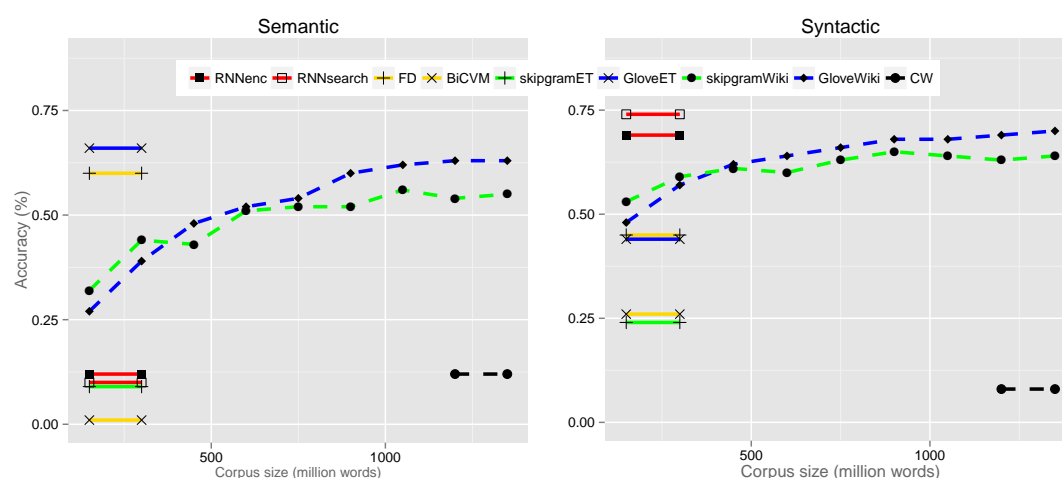 Semantic
Syntactic
RNNenc RNNsearch FD BiCVM skipgramET GloveET skipgramWiki GloveWiki CW
Accuracy (%)
0.75
0.50
0.25
0.00
500
1000
Corpus size (million words)
0.75
0.50
0.25
0.00
500
1000
Corpus size (million words)